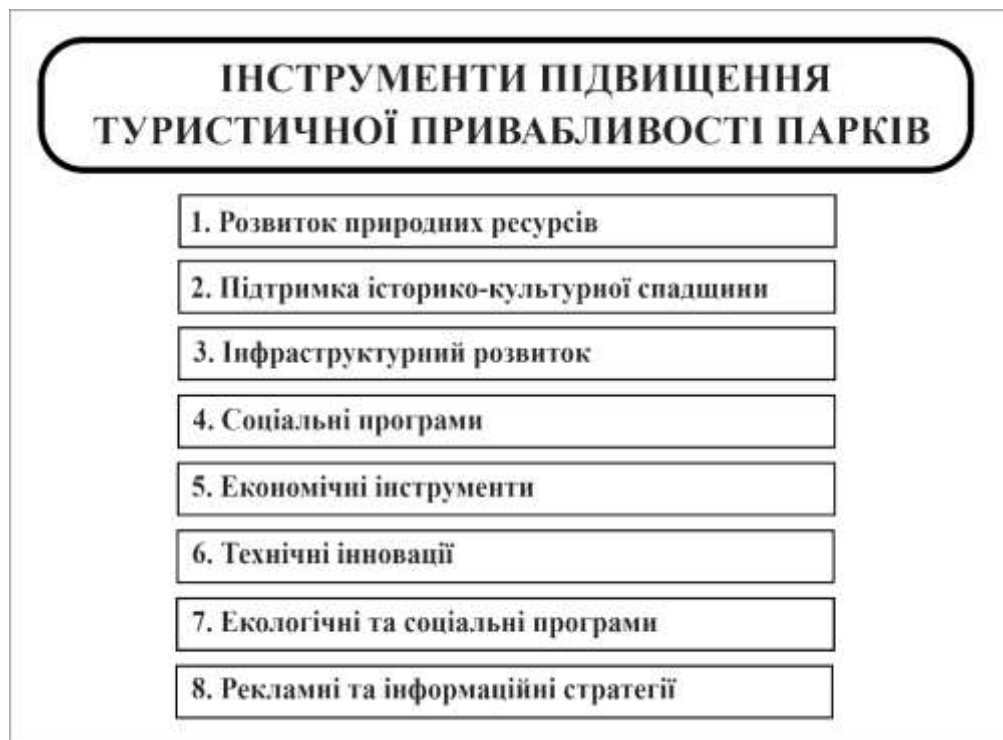 ІНСТРУМЕНТИ ПІДВИЩЕННЯ
ТУРИСТИЧНОЇ ПРИВАБЛИВОСТІ ПАРКІВ
1. Розвиток природних ресурсів
2. Підтримка історико-культурної спадщини
3. Інфраструктурний розвиток
4. Соціальні програми
5. Економічні інструменти
6. Технічні інновації
7. Екологічні та соціальні програми
8. Рекламні та інформаційні стратегії